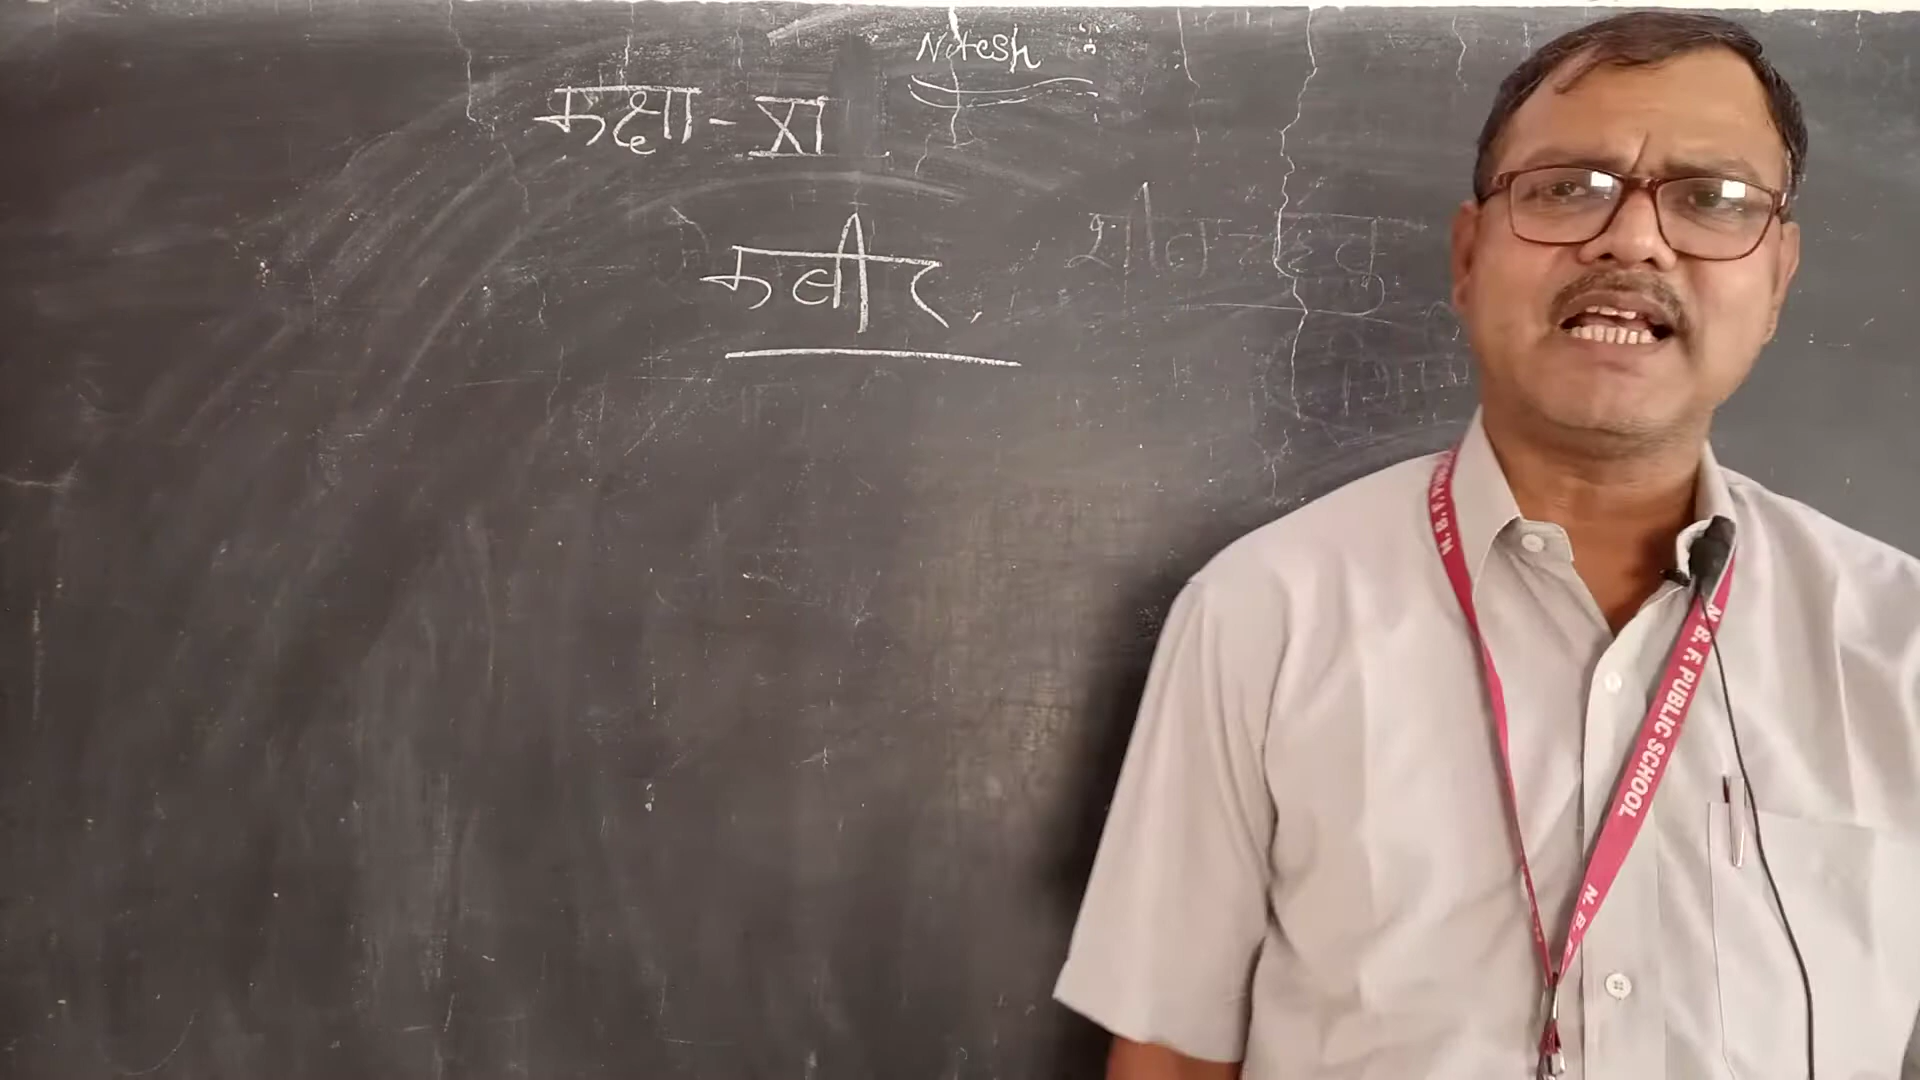 Nitesh
कक्षा - XI
कबीर
N. B. F. PUBLIC SCHOOL